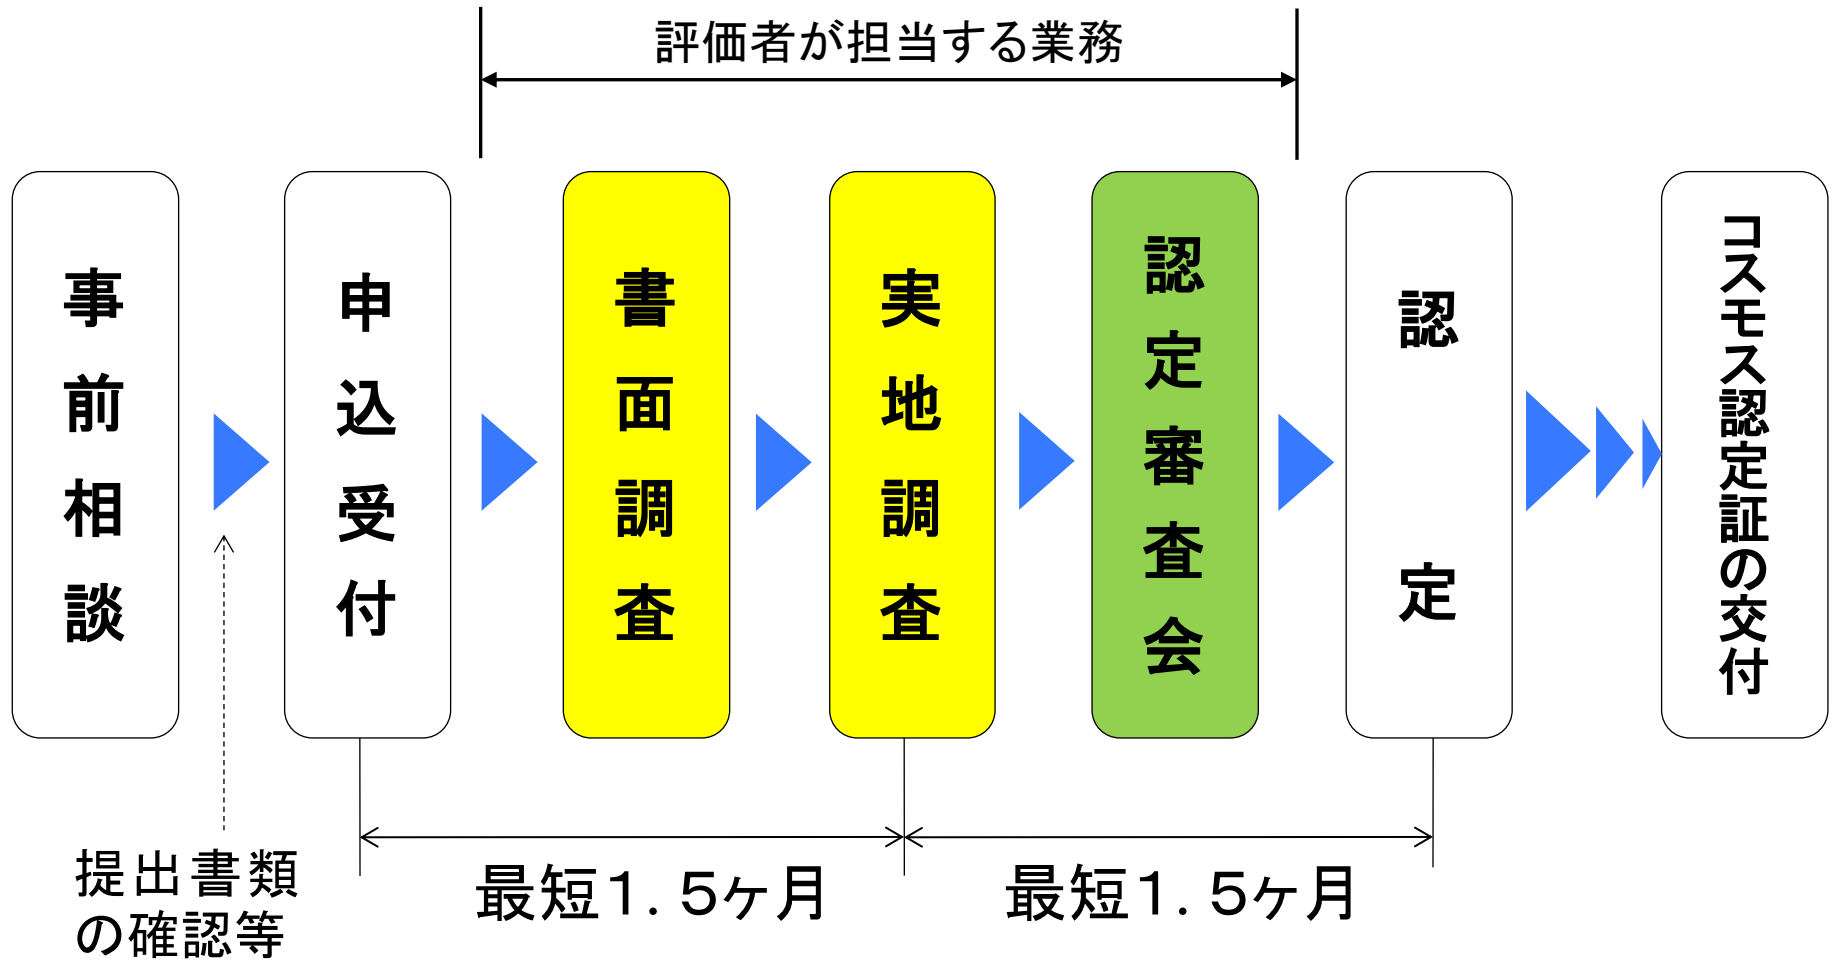 評価者が担当する業務
事前相談
申込受付
書面調査
実地調査
認定審査会
認定
コスモス認定証の交付
提出書類
の確認等
最短１．５ヶ月
最短１．５ヶ月